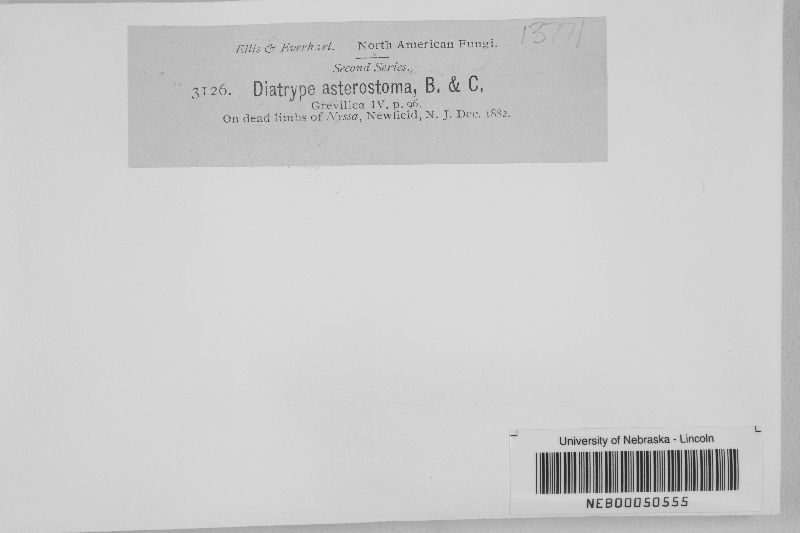 Ellis & Everhart. North American Fungi.
13771
Second Series.
3126. Diatrype asterostoma, B. & C.
Grevillea IV, p. 96.
On dead limbs of Nyssa, Newfield, N. J. Dec. 1882.
University of Nebraska - Lincoln
NEB00050555